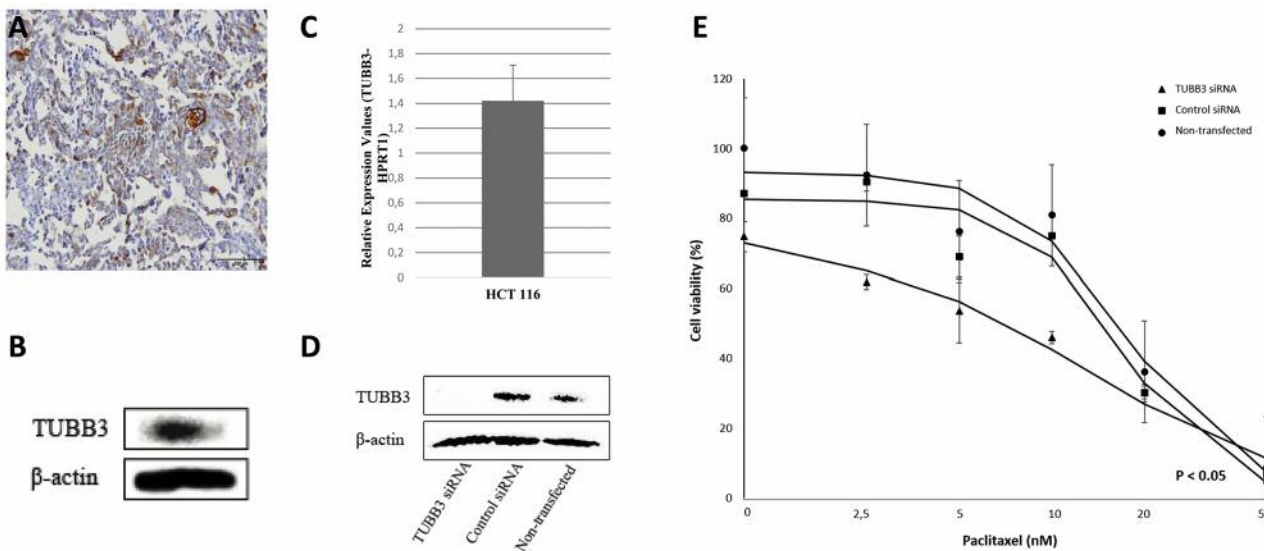 A
B
TUBB3
β-actin
C
Relative Expression Values (TUBB3-
HPRT1)
2
1,8
1,6
1,4
1,2
1
0,8
0,6
0,4
0,2
0
HCT 116
D
TUBB3
β-actin
TUBB3 siRNA
Control siRNA
Non-transfected
E
TUBB3 siRNA
Control siRNA
Non-transfected
Cell viability (%)
120
100
80
60
40
20
0
P < 0.05
0
2,5
5
10
20
5
Paclitaxel (nM)